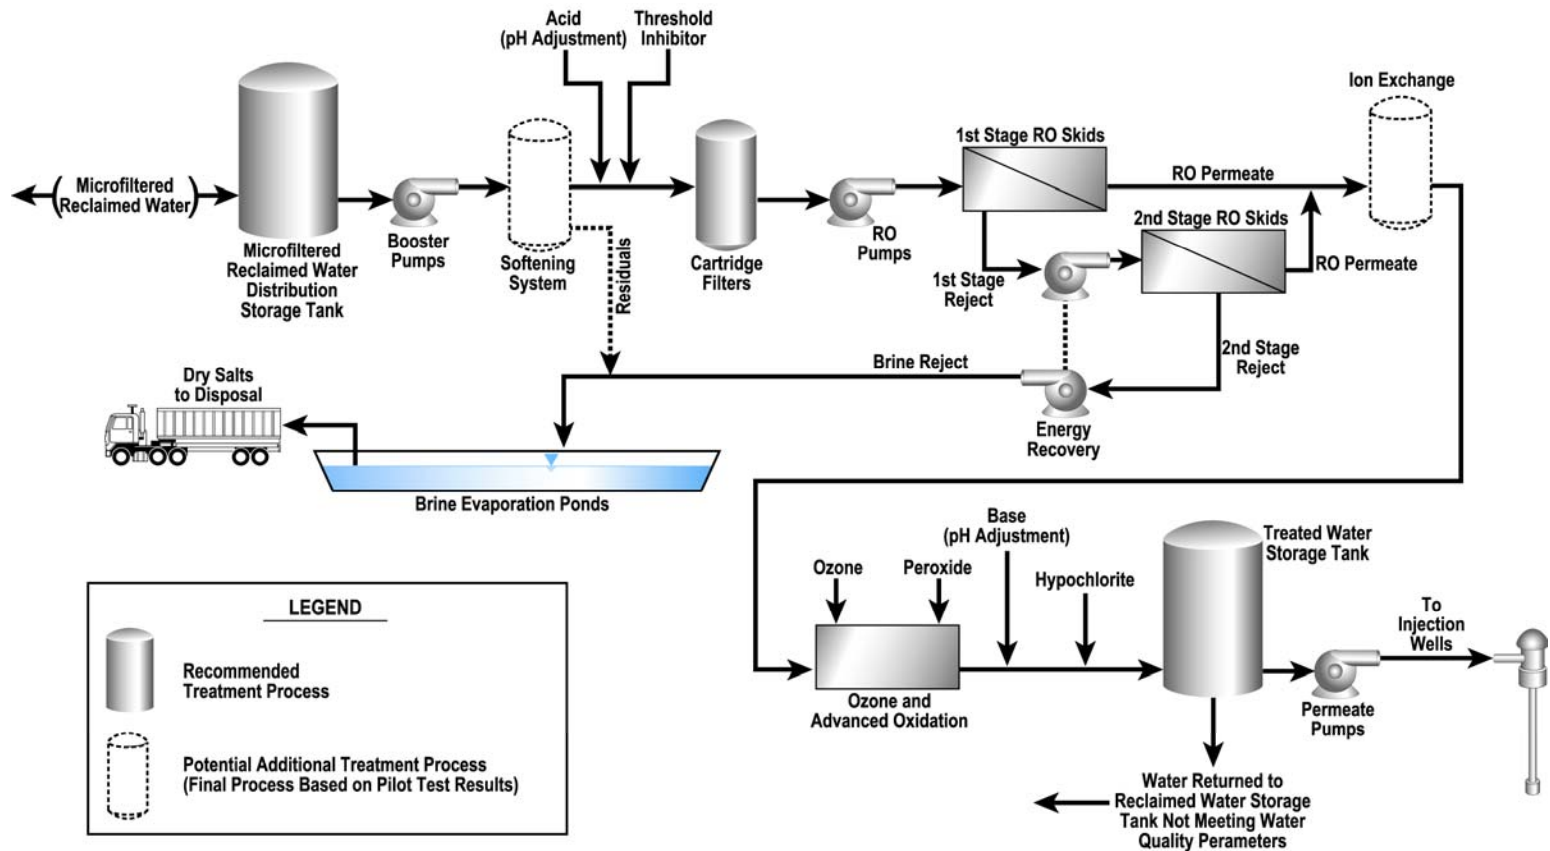 Acid
(pH Adjustment)
Threshold
Inhibitor
Ion Exchange
(Microfiltered
Reclaimed Water)
Microfiltered
Reclaimed Water
Distribution
Storage Tank
Booster
Pumps
Softening
System
Residuals
Cartridge
Filters
RO
Pumps
1st Stage RO Skids
RO Permeate
2nd Stage RO Skids
RO Permeate
1st Stage
Reject
2nd Stage
Reject
Brine Reject
Energy
Recovery
Dry Salts
to Disposal
Brine Evaporation Ponds
LEGEND
Recommended
Treatment Process
Potential Additional Treatment Process
(Final Process Based on Pilot Test Results)
Ozone
Peroxide
Base
(pH Adjustment)
Hypochlorite
Ozone and
Advanced Oxidation
Treated Water
Storage Tank
To
Injection
Wells
Permeate
Pumps
Water Returned to
Reclaimed Water Storage
Tank Not Meeting Water
Quality Perameters